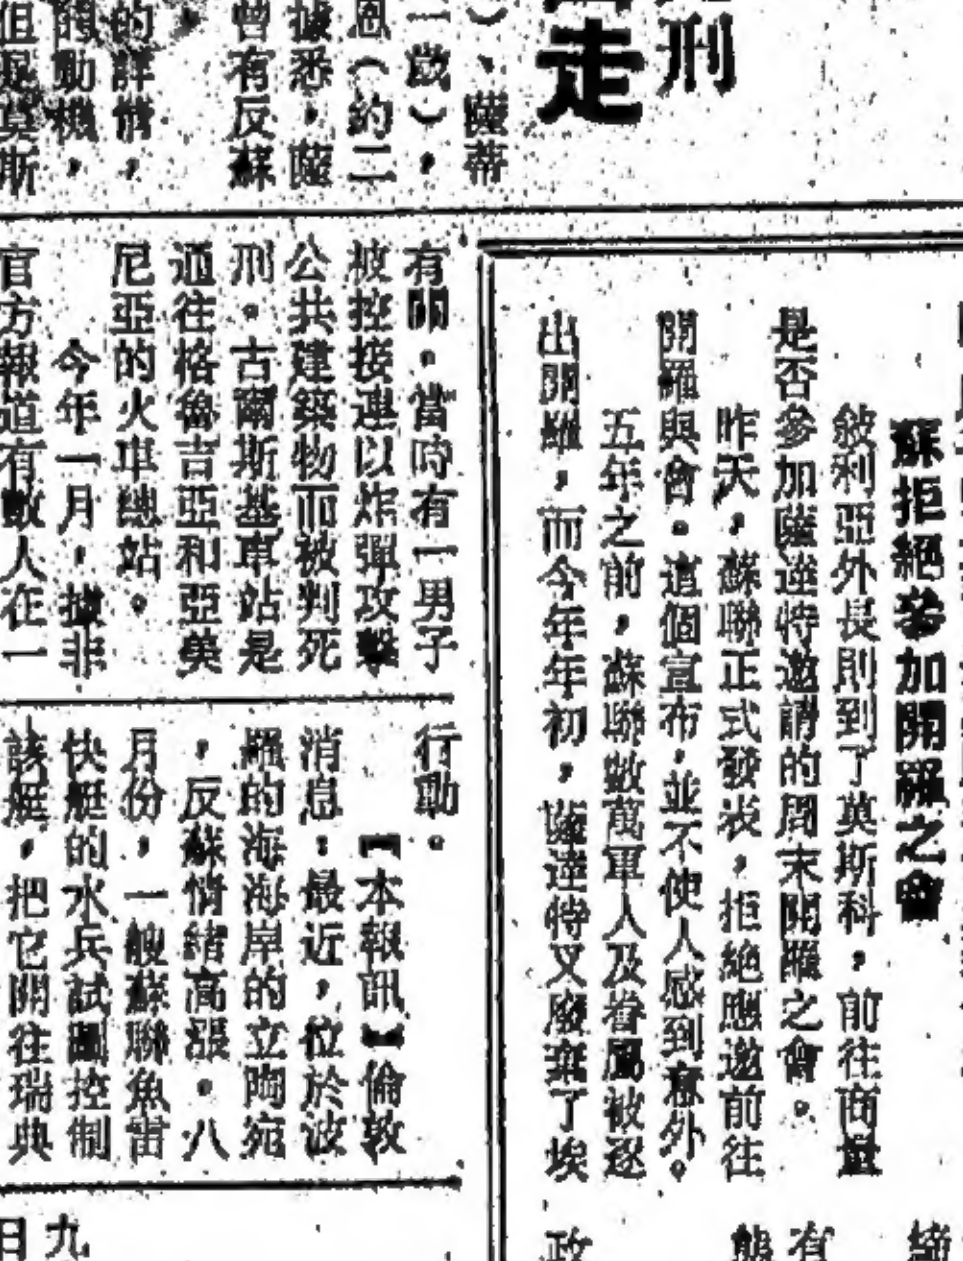 刑
走
)、薩蒂
二歲),
恩(約二
據悉,薩
曾有反蘇
的詳情,
的動機,
但莫斯
蘇拒絕參加開羅之會
敘利亞外長則到了莫斯科,前往商量
是否參加薩達特邀請的周末開羅之會。
昨天,蘇聯正式發表,拒絕應邀前往
開羅與會。這個宣布,並不使人感到意外。
五年之前,蘇聯數萬軍人及眷屬被逐
出開羅,而今年年初,薩達特又廢棄了埃
有關。當時有一男子
被控接連以炸彈攻擊
公共建築物而被判死
刑。古爾斯基車站是
通往格魯吉亞和亞美
尼亞的火車總站。
今年一月,據非
官方報道有數人在一
行動。
【本報訊】倫敦
消息:最近,位於波
羅的海海岸的立陶宛
,反蘇情緒高漲。八
月份,一艘蘇聯魚雷
快艇的水兵試圖控制
該艇,把它開往瑞典
締
有
態
政
九
日